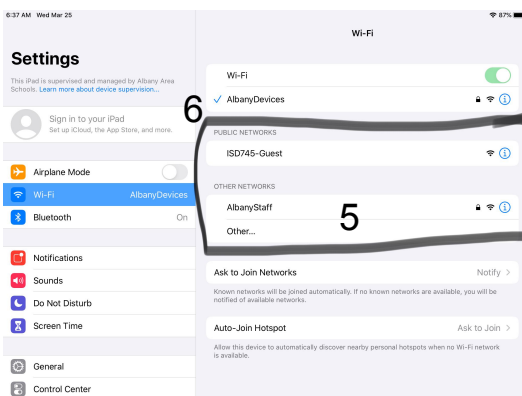 6:37 AM Wed Mar 25
87%
Settings
This iPad is supervised and managed by Albany Area
Schools. Learn more about device supervision...
Sign in to your iPad
Set up iCloud, the App Store, and more.
Airplane Mode
Wi-Fi AlbanyDevices
Bluetooth On
Notifications
Sounds
Do Not Disturb
Screen Time
General
Control Center
Wi-Fi
Wi-Fi
6
AlbanyDevices
PUBLIC NETWORKS
ISD745-Guest
OTHER NETWORKS
AlbanyStaff
5
Other...
Ask to Join Networks Notify
Known networks will be joined automatically. If no known networks are available, you will be
notified of available networks.
Auto-Join Hotspot Ask to Join
Allow this device to automatically discover nearby personal hotspots when no Wi-Fi network
is available.